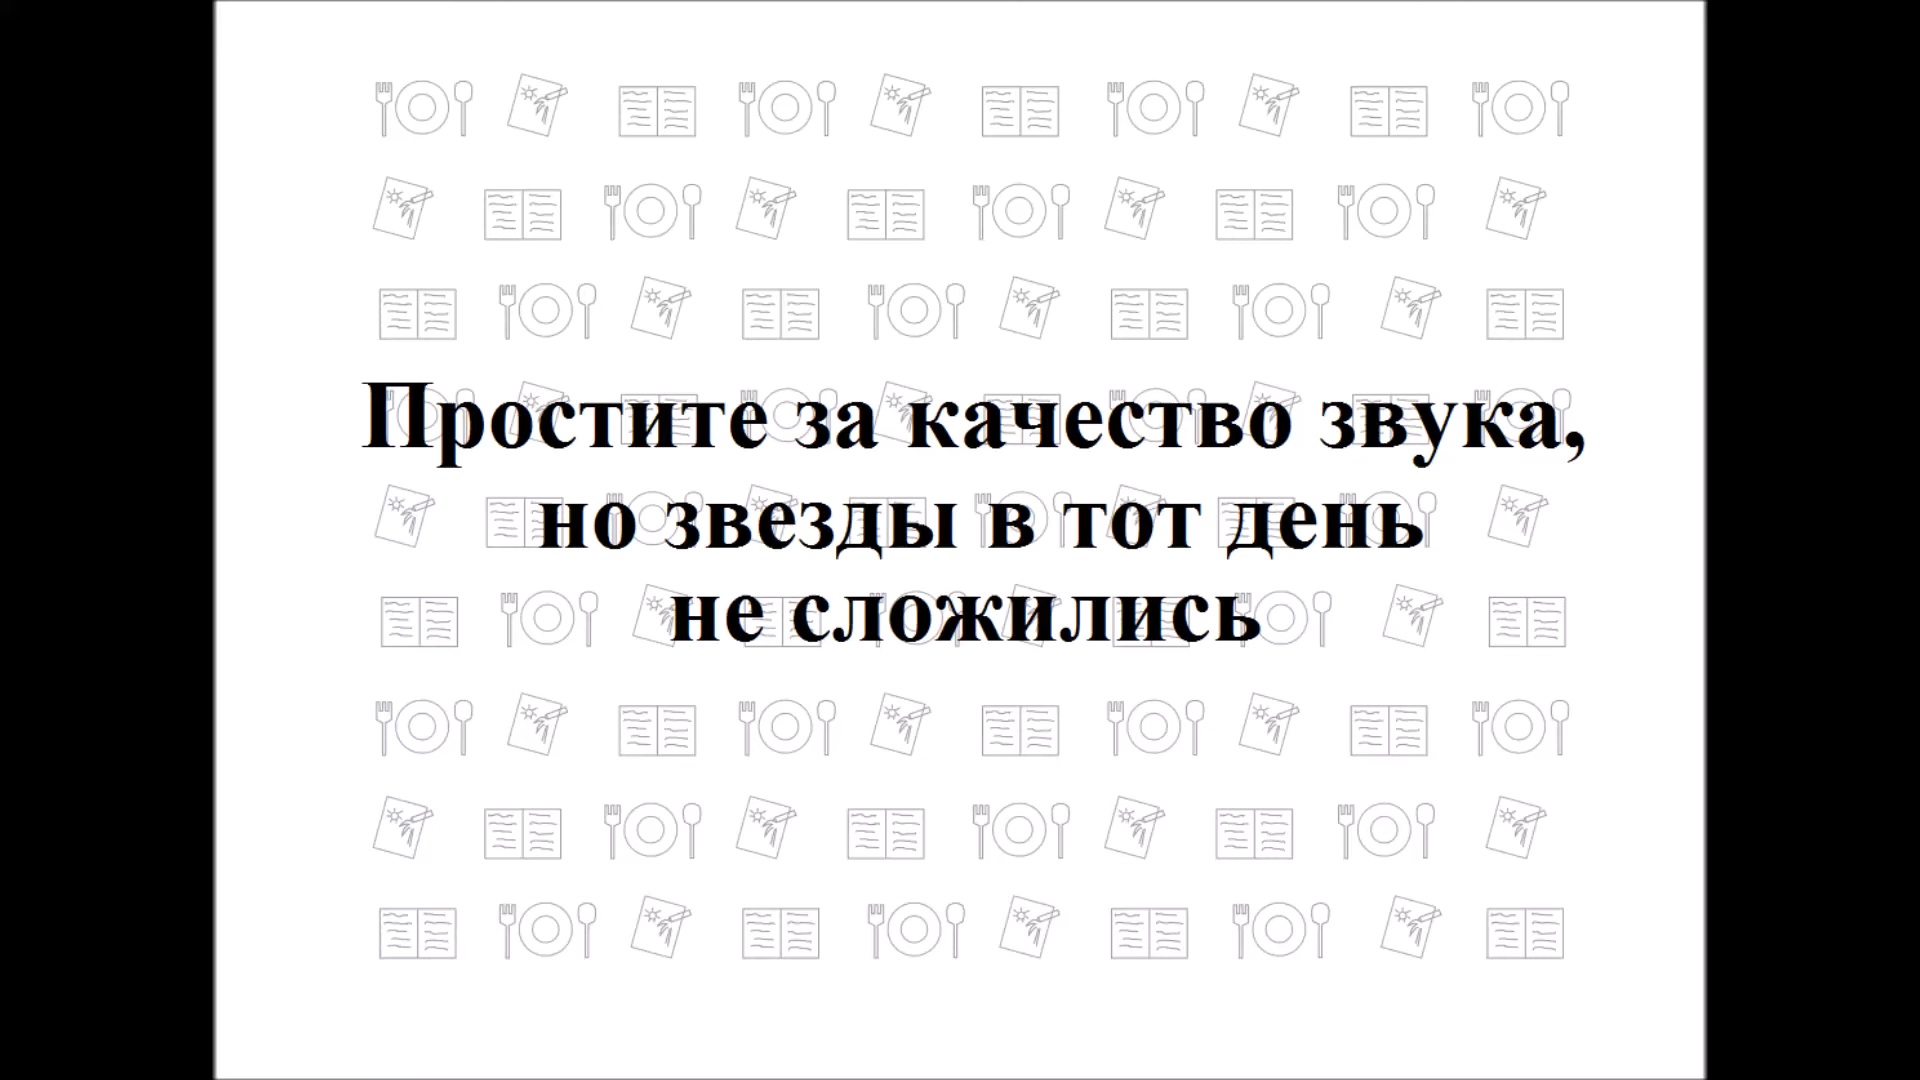 Простите за качество звука,
но звезды в тот день
не сложились